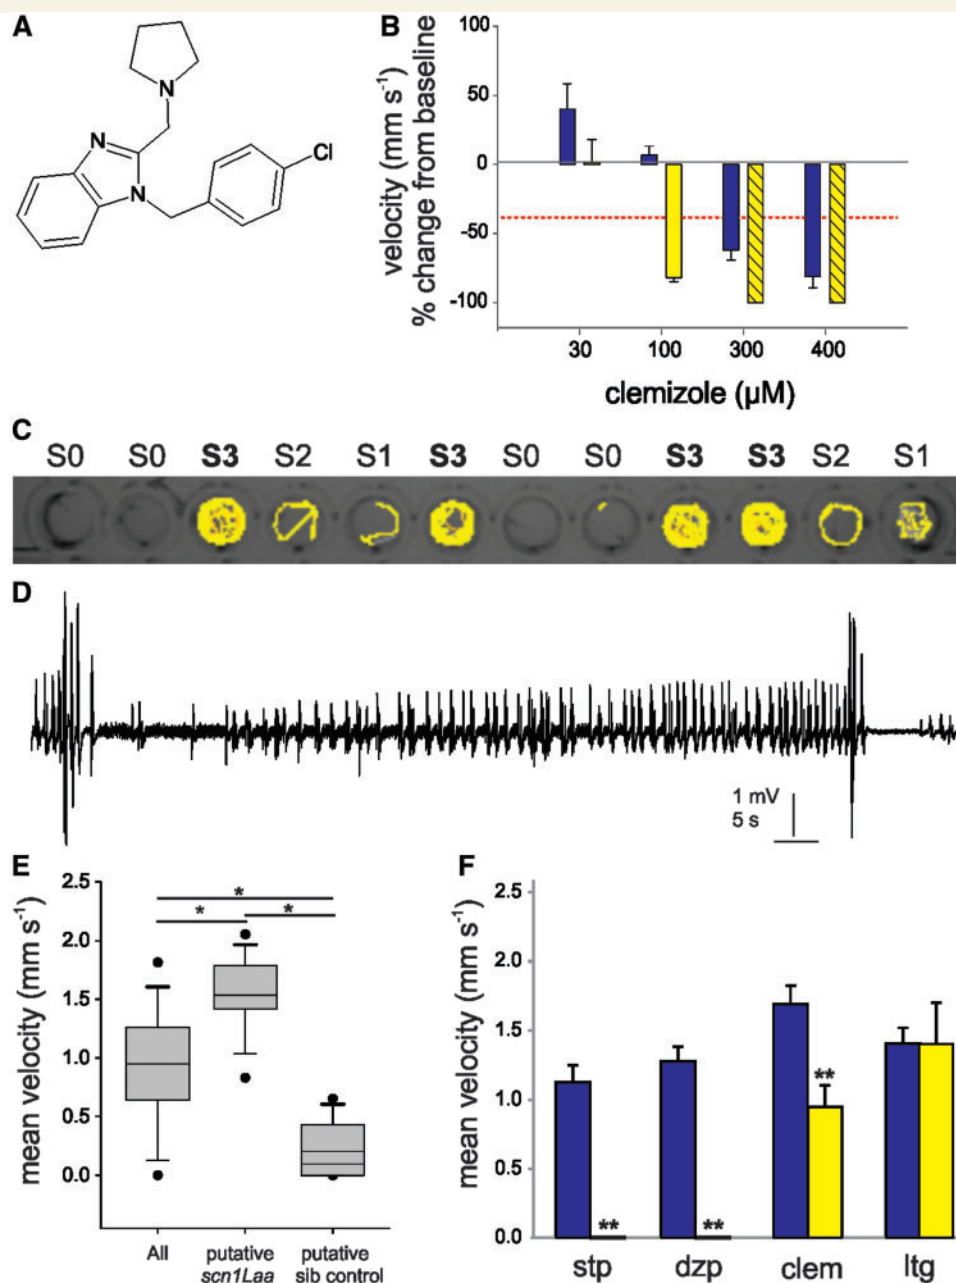 A
N
N
N
Cl
B
velocity (mm s⁻¹)
% change from baseline
100
50
0
-50
-100
30 100 300 400
clemizole (µM)
C
S0 S0 S3 S2 S1 S3 S0 S0 S3 S3 S2 S1
D
1 mV
5 s
E
mean velocity (mm s⁻¹)
2.5
2.0
1.5
1.0
0.5
0.0
*
* *
All putative putative
scn1Laa sib control
F
mean velocity (mm s⁻¹)
2.5
2.0
1.5
1.0
0.5
0.0
** ** **
stp dzp clem ltg